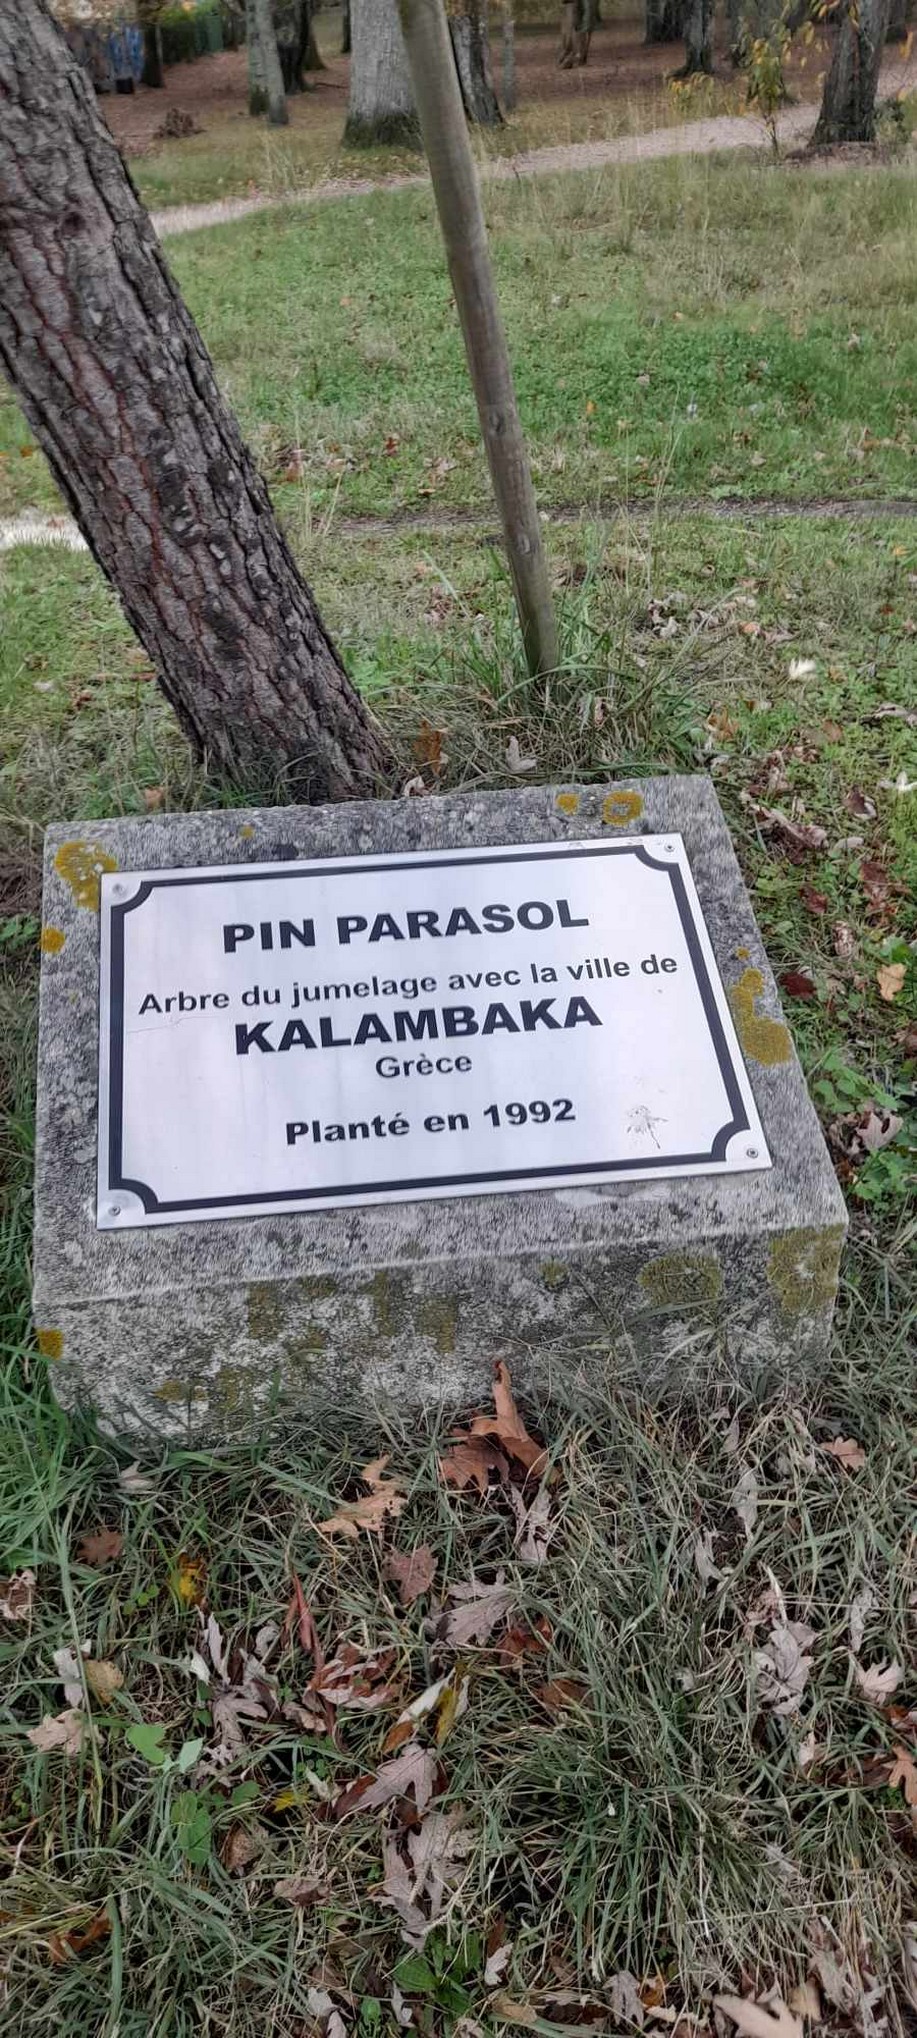 PIN PARASOL
Arbre du jumelage avec la ville de
KALAMBAKA
Grèce
Planté en 1992